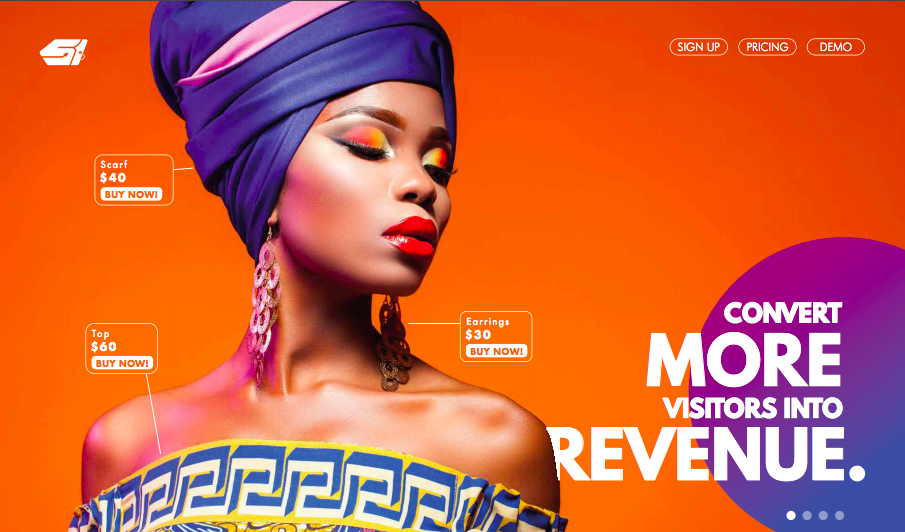 SIGN UP
PRICING
DEMO
Scarf
$40
BUY NOW!
Top
$60
BUY NOW!
Earrings
$30
BUY NOW!
CONVERT
MORE
VISITORS INTO
REVENUE.